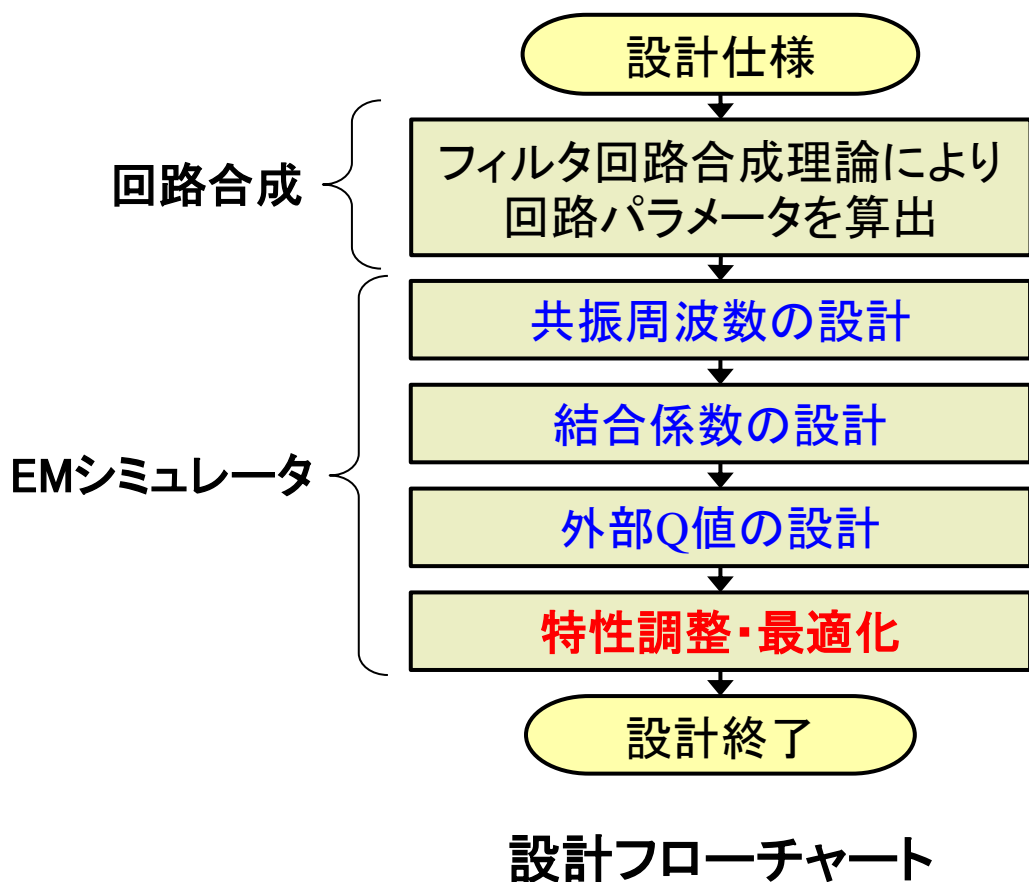 設計仕様
回路合成
フィルタ回路合成理論により
回路パラメータを算出
共振周波数の設計
結合係数の設計
EMシミュレータ
外部Q値の設計
特性調整・最適化
設計終了
設計フローチャート